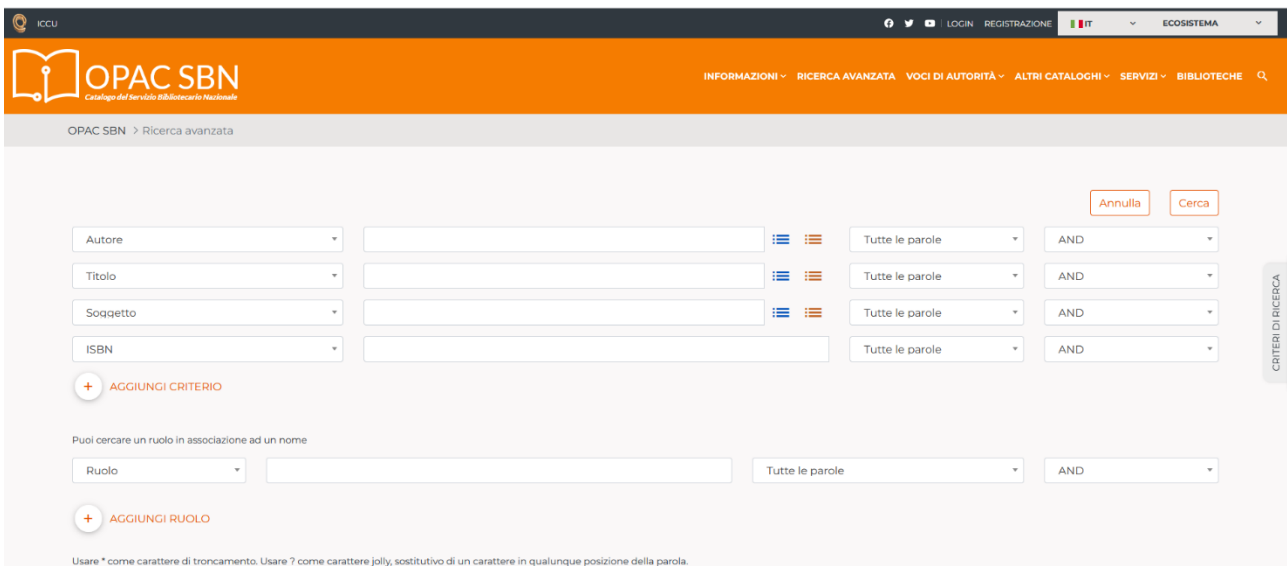 ICCU
LOGIN REGISTRAZIONE IT ECOSISTEMA
OPAC SBN
Catalogo del Servizio Bibliotecario Nazionale
INFORMAZIONI RICERCA AVANZATA VOCI DI AUTORITÀ ALTRI CATALOGHI SERVIZI BIBLIOTECHE
OPAC SBN > Ricerca avanzata
Annulla Cerca
Autore Tutte le parole AND
Titolo Tutte le parole AND
Soggetto Tutte le parole AND
ISBN Tutte le parole AND
CRITERI DI RICERCA
+ AGGIUNGI CRITERIO
Puoi cercare un ruolo in associazione ad un nome
Ruolo Tutte le parole AND
+ AGGIUNGI RUOLO
Usare * come carattere di troncamento. Usare ? come carattere jolly, sostitutivo di un carattere in qualunque posizione della parola.